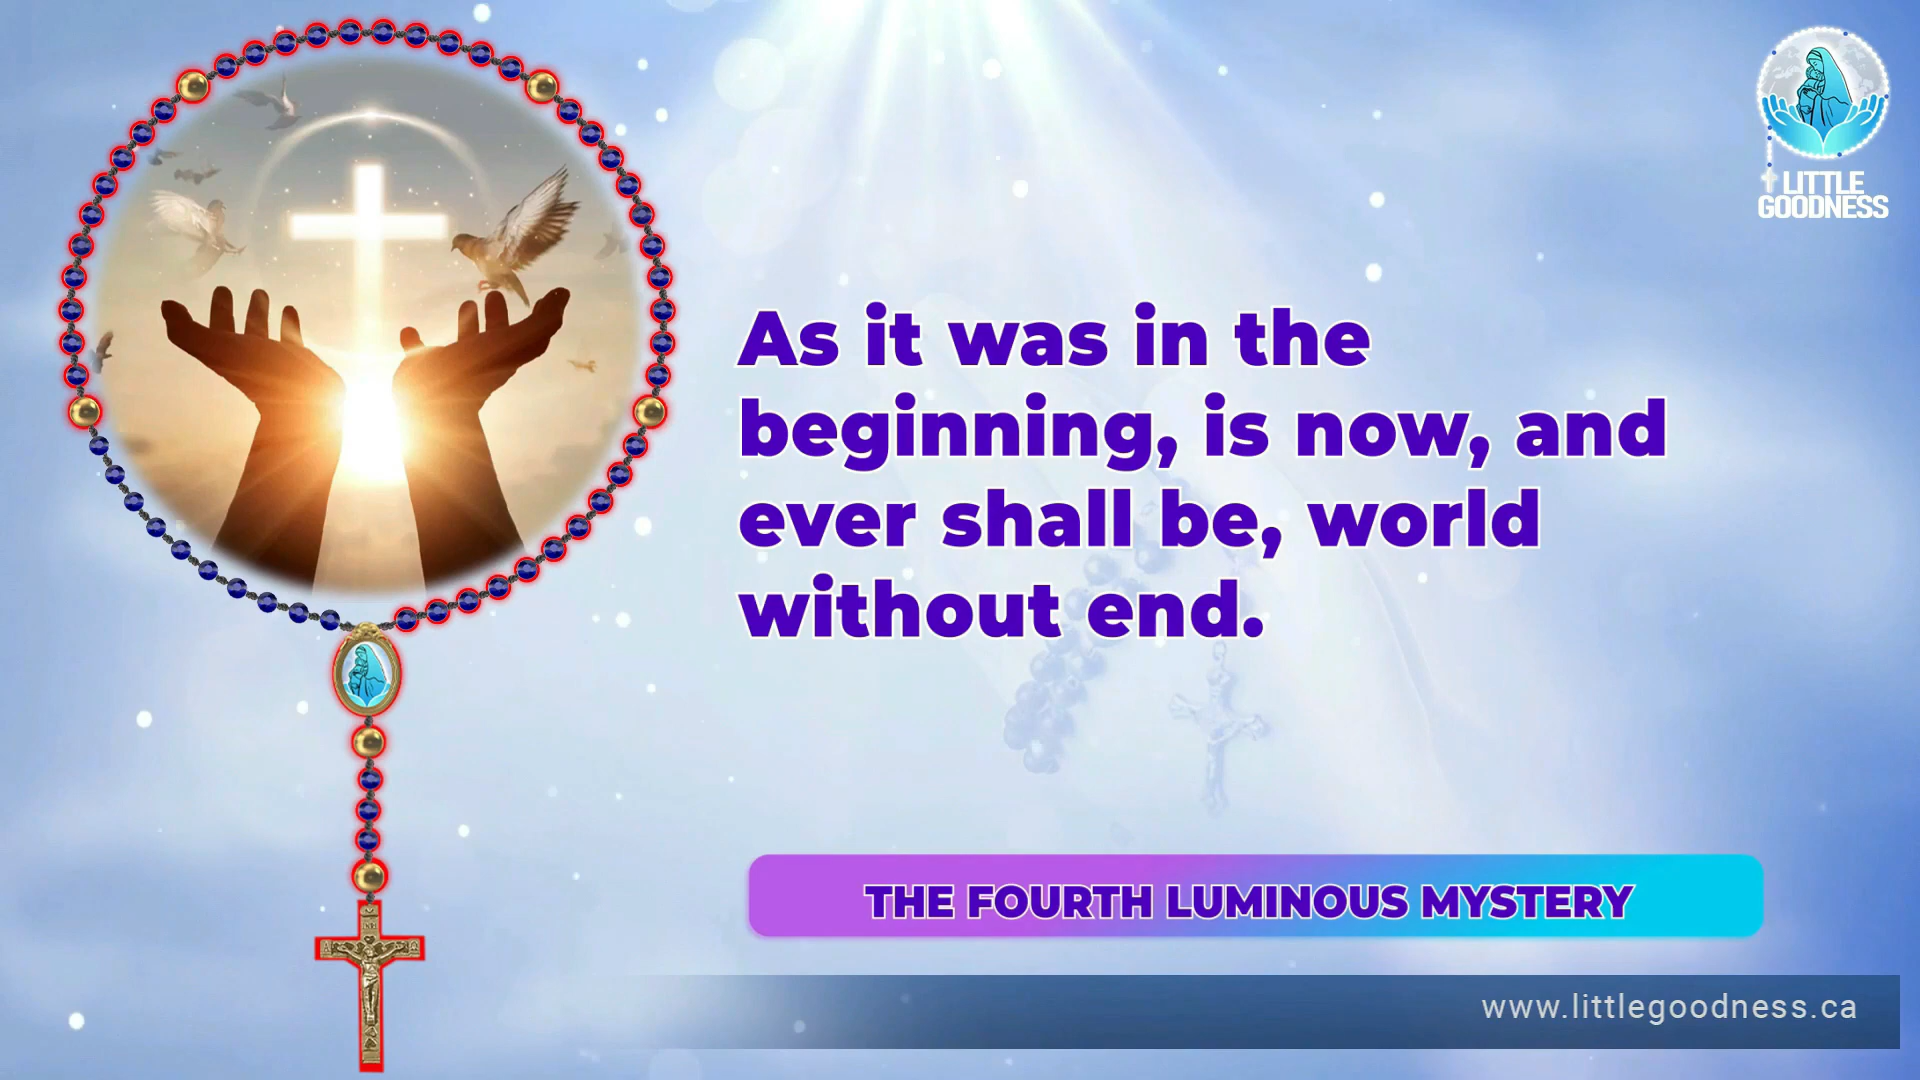 LITTLE
GOODNESS
As it was in the
beginning, is now, and
ever shall be, world
without end.
THE FOURTH LUMINOUS MYSTERY
www.littlegoodness.ca